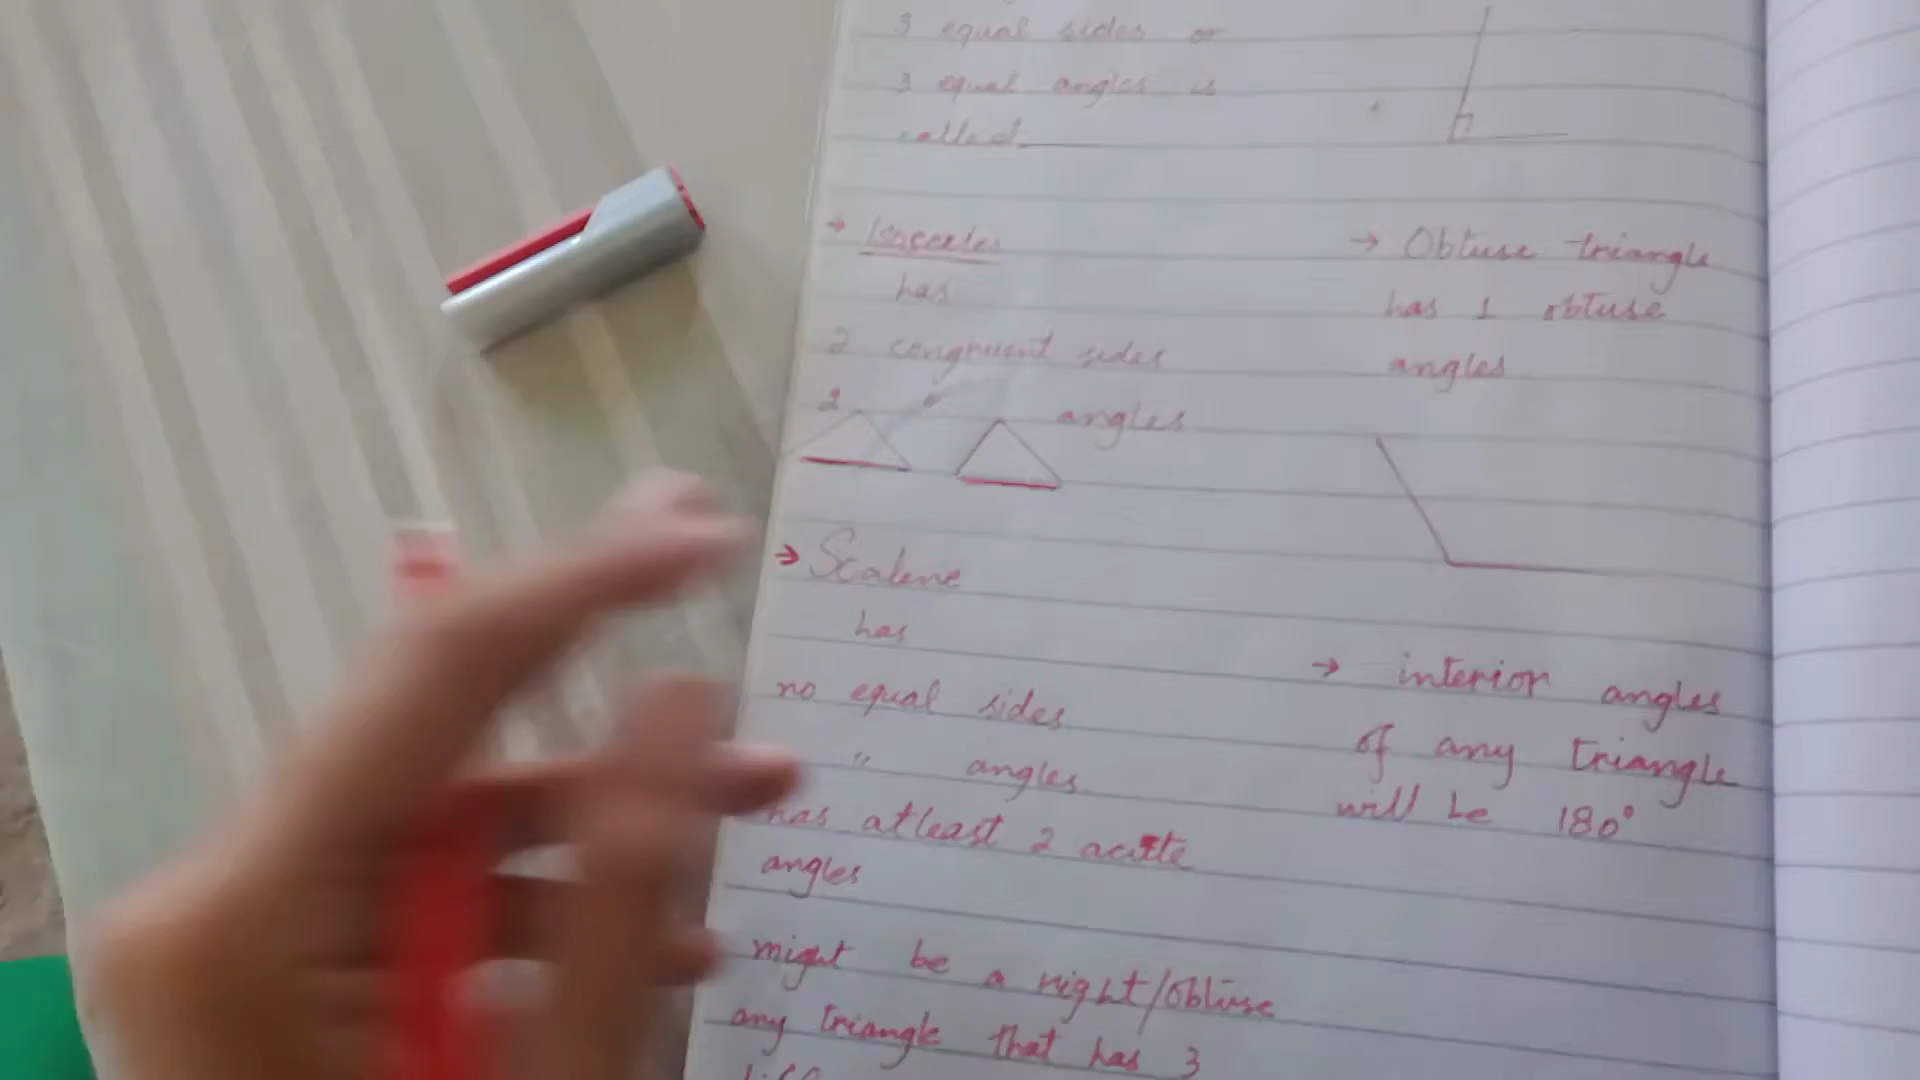 3 equal sides or
3 equal angles is
called
→ Isoceeles
has
2 congruent sides
2 " angles
→ Scalene
has
no equal sides
" angles
has atleast 2 acute
angles
might be a right/obtuse
any triangle that has 3
→ Obtuse triangle
has 1 obtuse
angles
→ interior angles
of any triangle
will be 180°